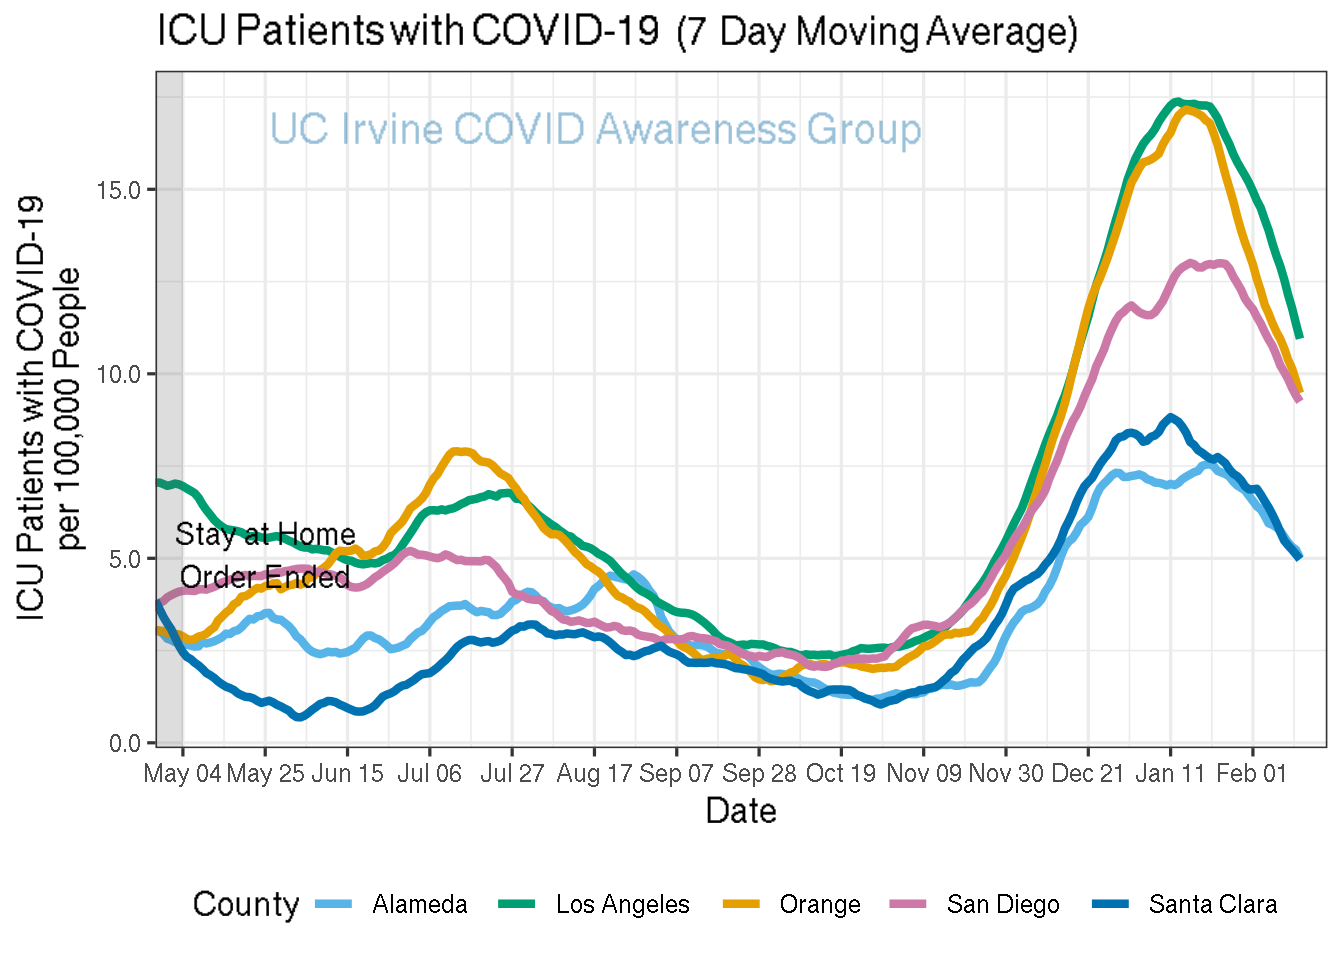 ICU Patients with COVID-19 (7 Day Moving Average)
UC Irvine COVID Awareness Group
ICU Patients with COVID-19
per 100,000 People
15.0
10.0
5.0
0.0
Stay at Home
Order Ended
May 04 May 25 Jun 15 Jul 06 Jul 27 Aug 17 Sep 07 Sep 28 Oct 19 Nov 09 Nov 30 Dec 21 Jan 11 Feb 01
Date
County Alameda Los Angeles Orange San Diego Santa Clara